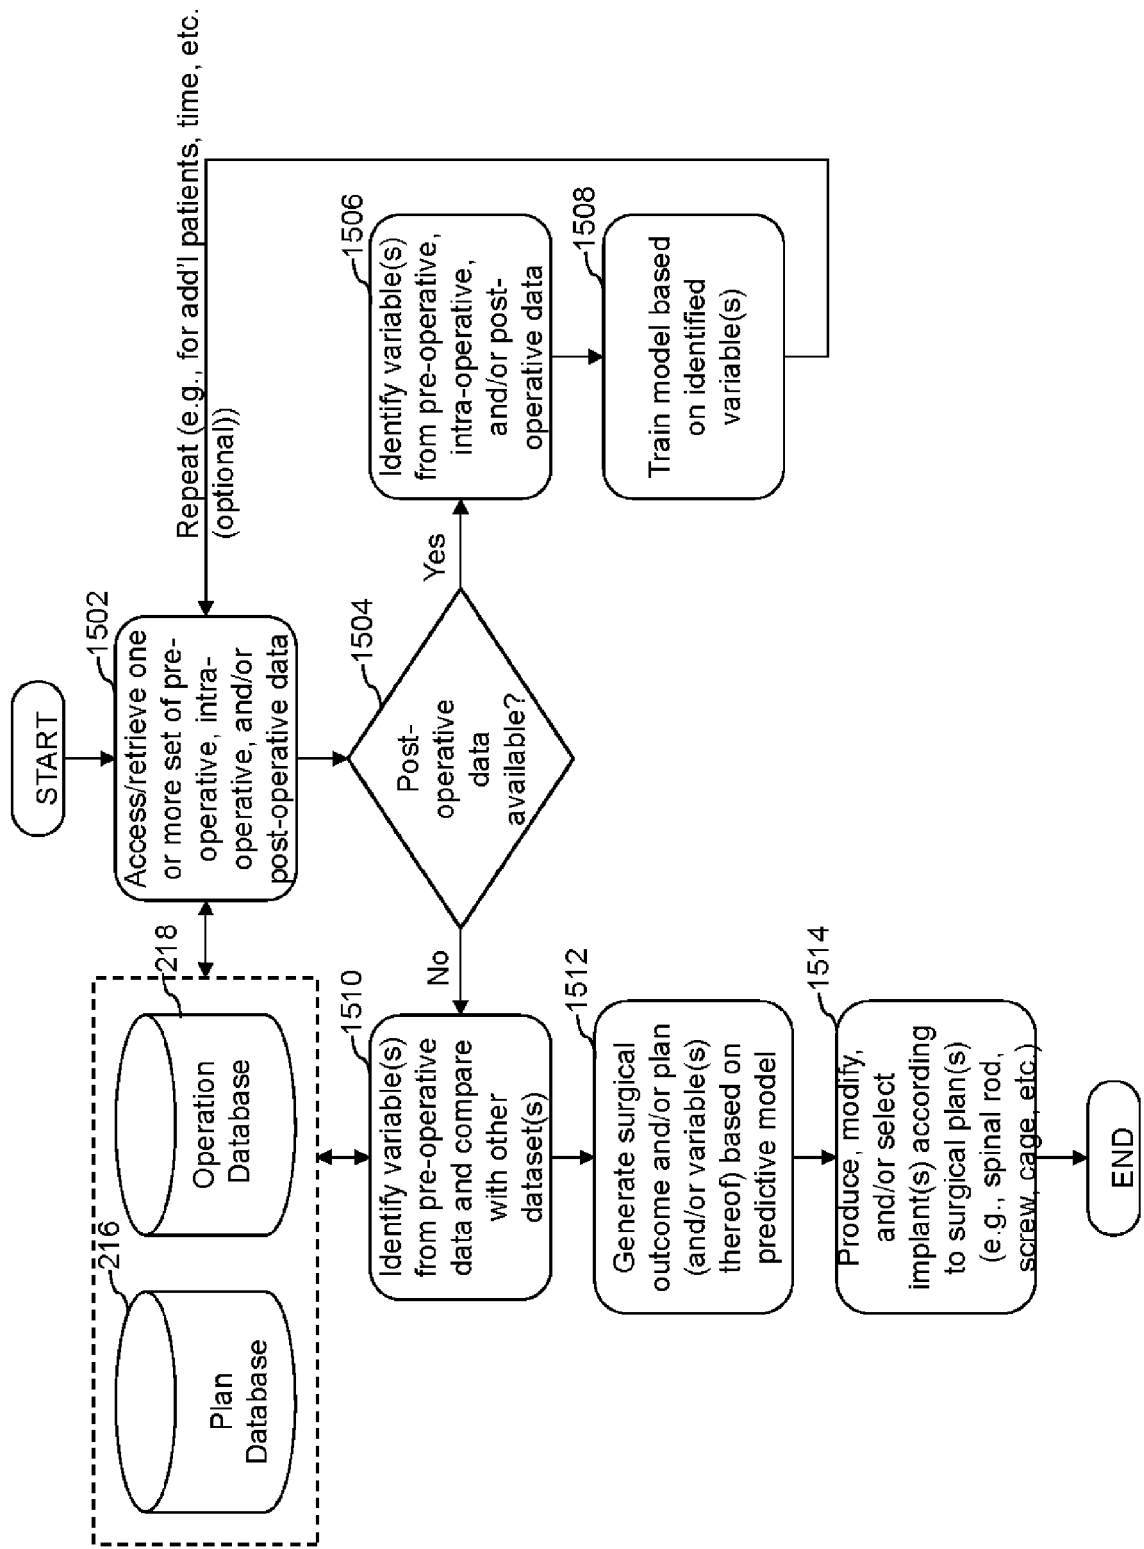 START
1502
Access/retrieve one
or more set of pre-
operative, intra-
operative, and/or
post-operative data
Repeat (e.g., for add'l patients, time, etc.
(optional))
216
Plan
Database
218
Operation
Database
1504
Post-
operative
data
available?
Yes
No
1506
Identify variable(s)
from pre-operative,
intra-operative,
and/or post-
operative data
1508
Train model based
on identified
variable(s)
1510
Identify variable(s)
from pre-operative
data and compare
with other
dataset(s)
1512
Generate surgical
outcome and/or plan
(and/or variable(s)
thereof) based on
predictive model
1514
Produce, modify,
and/or select
implant(s) according
to surgical plan(s)
(e.g., spinal rod,
screw, cage, etc.)
END